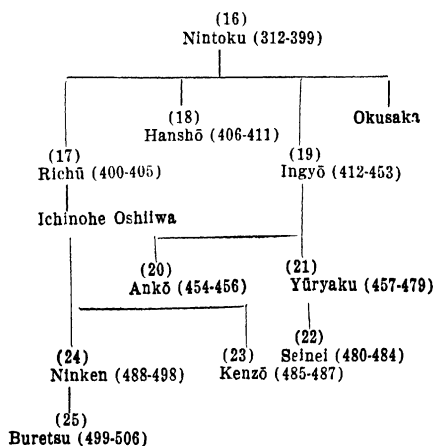 (16)
Nintoku (312-399)
Okusaka
(18)
Hanshō (406-411)
(17)
Richū (400-405)
(19)
Ingyō (412-453)
Ichinohe Oshiiwa
(20)
Ankō (454-456)
(21)
Yūryaku (457-479)
(24)
Ninken (488-498)
(23)
Kenzō (485-487)
(22)
Seinei (480-484)
(25)
Buretsu (499-506)